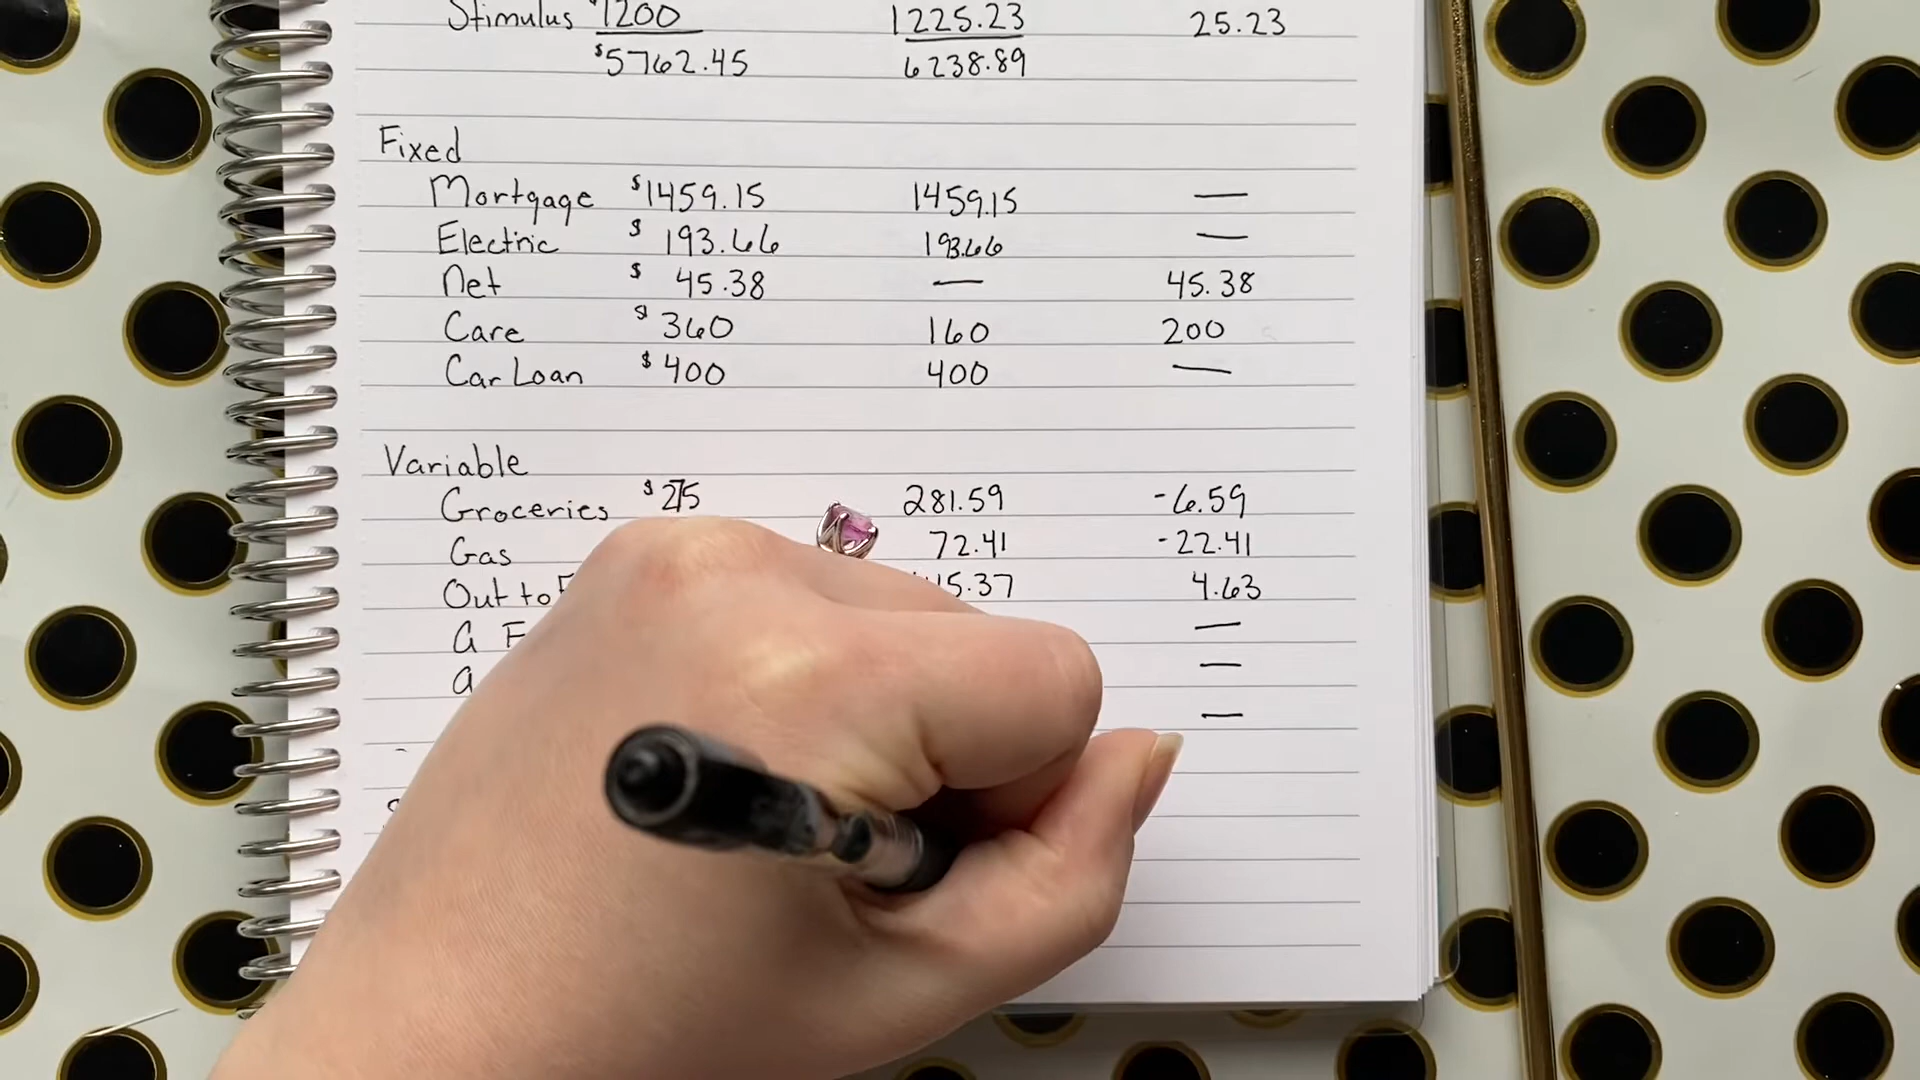 Stimulus $1200 1225.23 25.23
$5762.45 6238.89
Fixed
Mortgage $1459.15 1459.15 —
Electric $ 193.66 193.66 —
Net $ 45.38 — 45.38
Care $ 360 160 200
Car Loan $ 400 400 —
Variable
Groceries $ 275 281.59 -6.59
Gas 72.41 -22.41
Out to 4.63
a —
a —
—